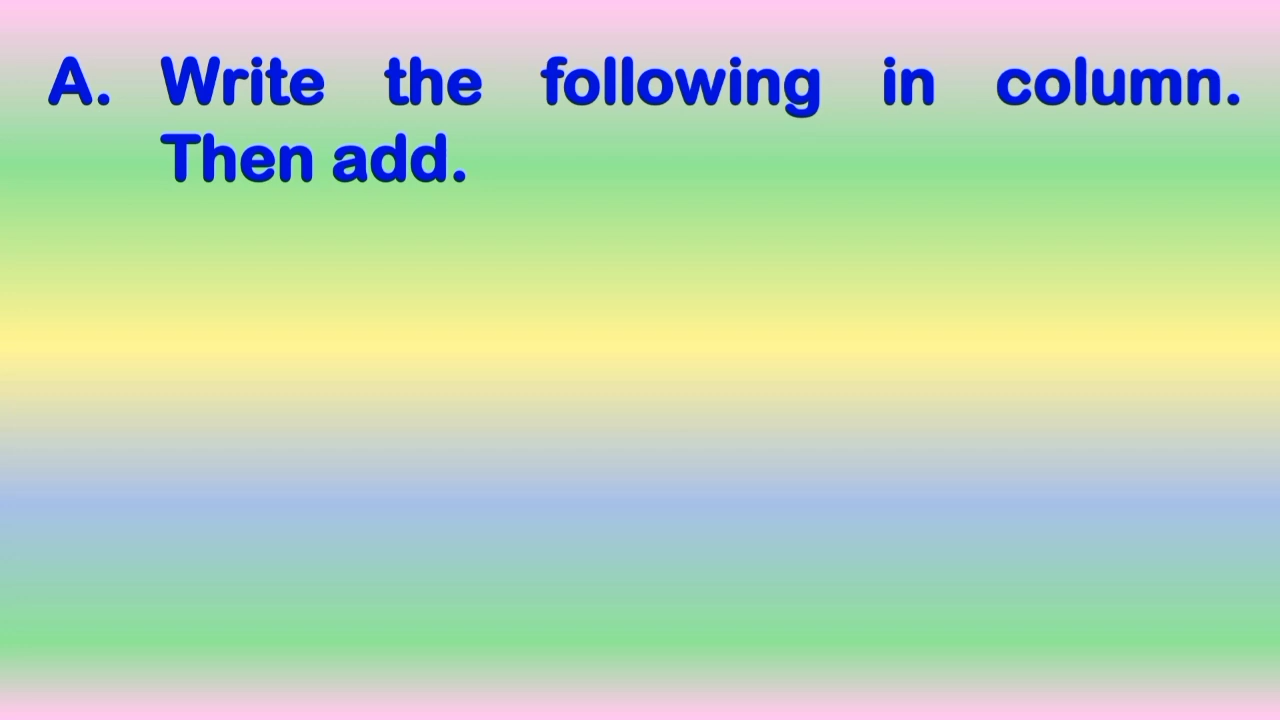 A. Write the following in column.
Then add.